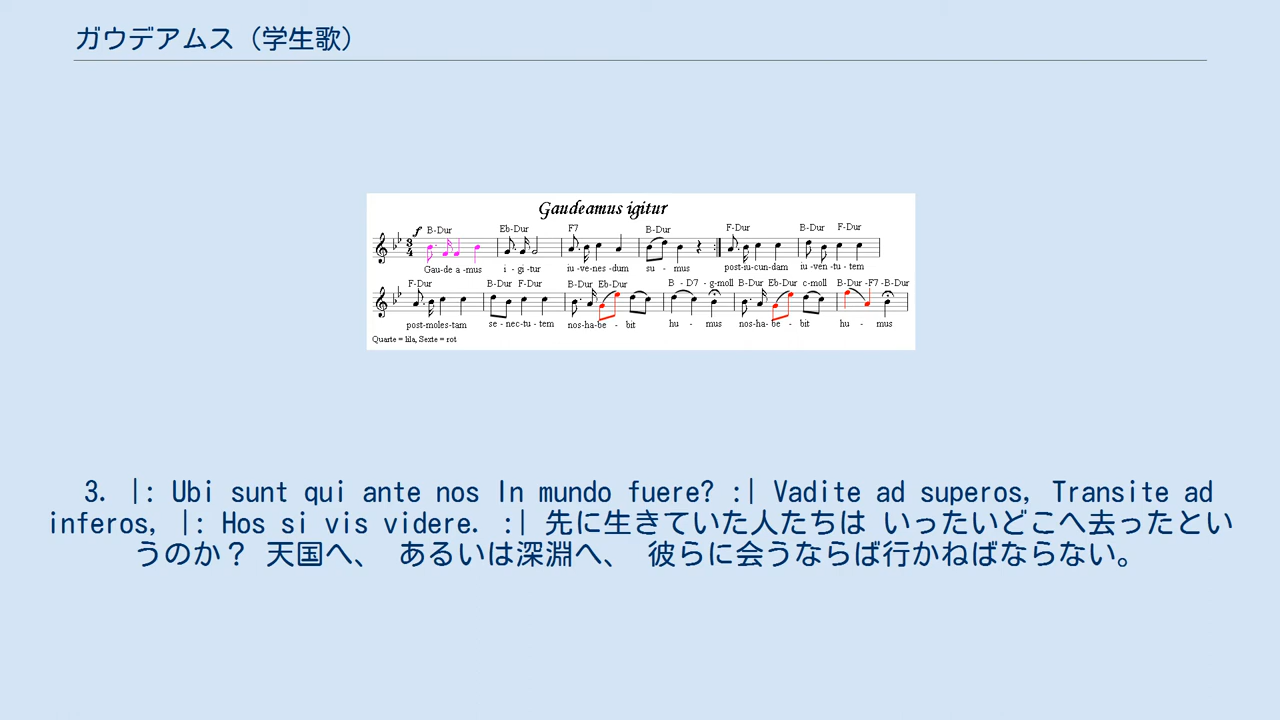 ガウデアムス（学生歌）
Gaudeamus igitur
f B-Dur Eb-Dur F7 B-Dur F-Dur B-Dur F-Dur
3 4
Gau-de a-mus i - gi - tur iu-ve-nes-dum su - mus post-su-cun-dam iu-ven-tu-tem
F-Dur B-Dur F-Dur B-Dur Eb-Dur B - D7 - g-moll B-Dur Eb-Dur c-moll B-Dur -F7 -B-Dur
post-moles-tam se-nec-tu-tem nos-ha-be - bit hu - mus nos-ha-be - bit hu - mus
Quarte = lila, Sexte = rot
3. |: Ubi sunt qui ante nos In mundo fuere? :| Vadite ad superos, Transite ad
inferos, |: Hos si vis videre. :| 先に生きていた人たちは いったいどこへ去ったとい
うのか？ 天国へ、 あるいは深淵へ、 彼らに会うならば行かねばならない。